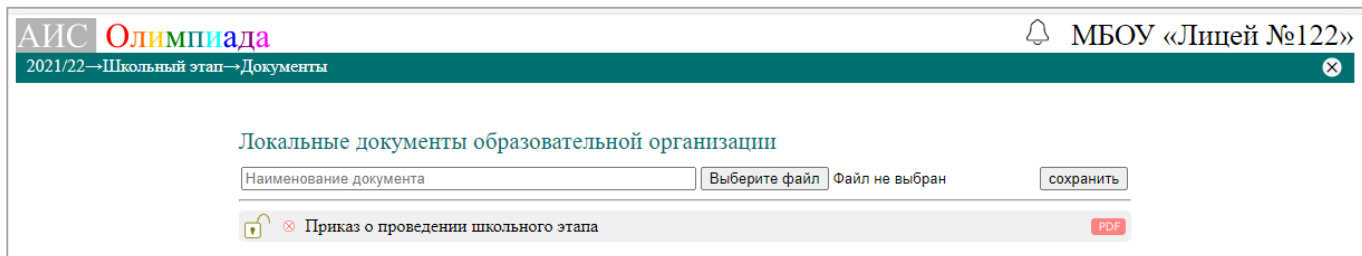 АИС Олимпиада МБОУ «Лицей №122»
2021/22→Школьный этап→Документы
Локальные документы образовательной организации
Наименование документа Выберите файл Файл не выбран сохранить
Приказ о проведении школьного этапа PDF